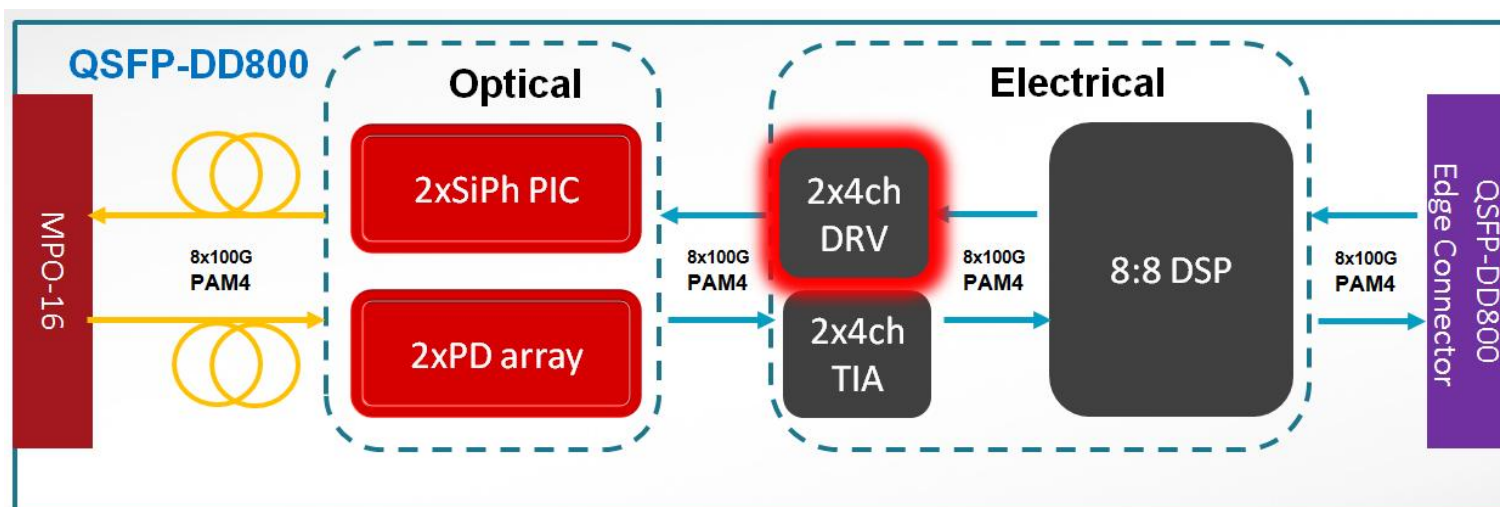 QSFP-DD800
Optical
Electrical
MPO-16
8x100G
PAM4
2xSiPh PIC
2xPD array
8x100G
PAM4
2x4ch
DRV
2x4ch
TIA
8x100G
PAM4
8:8 DSP
8x100G
PAM4
QSFP-DD800
Edge Connector